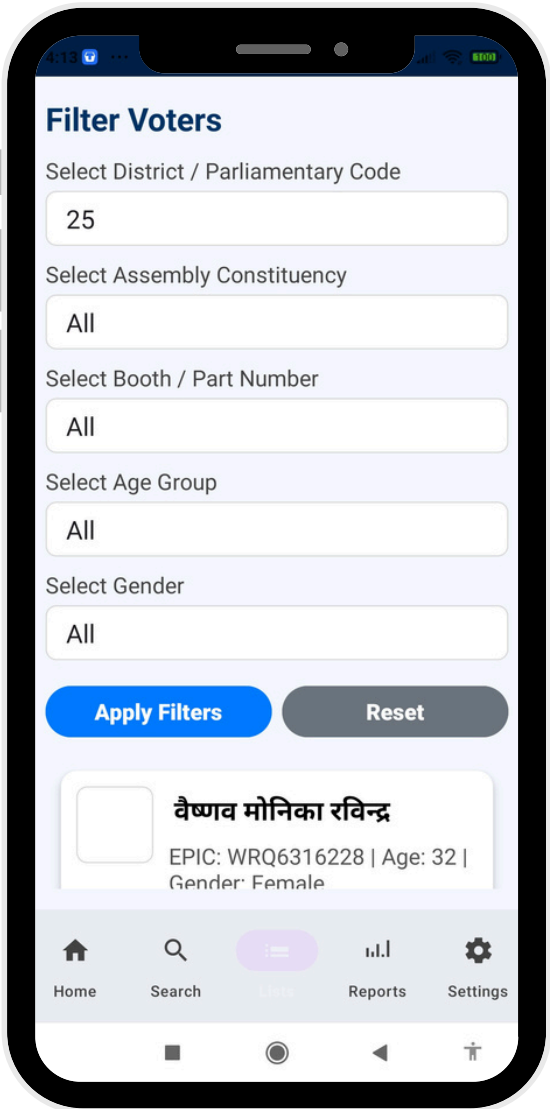 4:13
100
Filter Voters
Select District / Parliamentary Code
25
Select Assembly Constituency
All
Select Booth / Part Number
All
Select Age Group
All
Select Gender
All
Apply Filters Reset
वैष्णव मोनिका रविन्द्र
EPIC: WRQ6316228 | Age: 32 |
Gender: Female
Home Search Lists Reports Settings